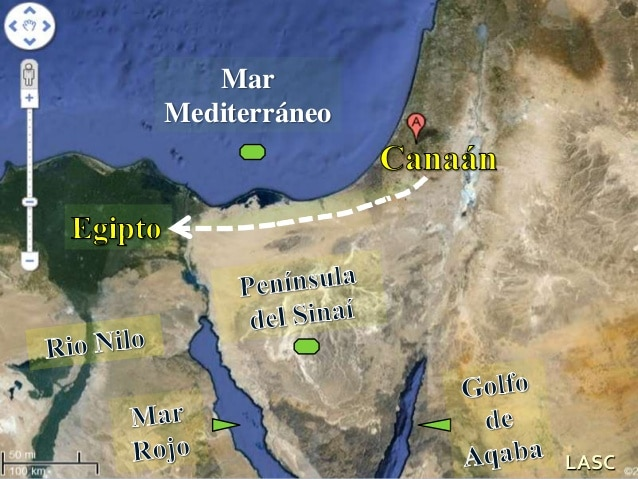 Mar
Mediterráneo
A
Canaán
Egipto
Península
del Sinaí
Rio Nilo
Mar
Rojo
Golfo
de
Aqaba
50 mi
100 km
LASC
©2